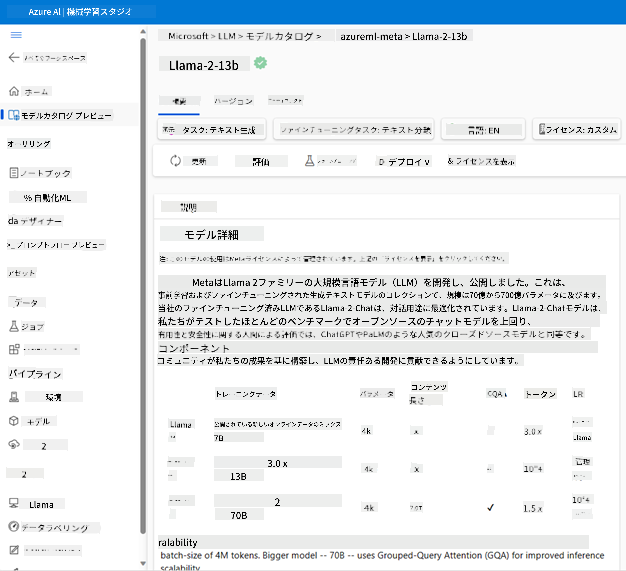 Azure AI | 機械学習スタジオ
Microsoft > LLM > モデルカタログ > azureml-meta > Llama-2-13b
Llama-2-13b
概要 バージョン
タスク: テキスト生成 ファインチューニングタスク: テキスト分類 言語: EN ライセンス: カスタム
更新 評価 D デプロイ v & ライセンスを表示
ホーム
モデルカタログ プレビュー
オーサリング
ノートブック
% 自動化ML
da デザイナー
>_ プロンプトフロー プレビュー
アセット
データ
ジョブ
パイプライン
環境
モデル
2
2
Llama
データラベリング
説明
モデル詳細
MetaはLlama 2ファミリーの大規模言語モデル（LLM）を開発し、公開しました。これは、
事前学習およびファインチューニングされた生成テキストモデルのコレクションで、規模は70億から700億パラメータに及びます。
当社のファインチューニング済みLLMであるLlama-2-Chatは、対話用途に最適化されています。Llama-2-Chatモデルは、
私たちがテストしたほとんどのベンチマークでオープンソースのチャットモデルを上回り、
有用性と安全性に関する人間による評価では、ChatGPTやPaLMのような人気のクローズドソースモデルと同等です。
コンポーネント
コミュニティが私たちの成果を基に構築し、LLMの責任ある開発に貢献できるようにしています。
トレーニングデータ パラメータ コンテンツ長さ GQA トークン LR
Llama 公開されている新しいオンラインデータのミックス 7B 4k x 3.0 x Llama
3.0 x 13B 4k x 10^4 管理
2 70B 4k ✔ 1.5 x 10^4
ralability
batch-size of 4M tokens. Bigger model -- 70B -- uses Grouped-Query Attention (GQA) for improved inference
scalability.